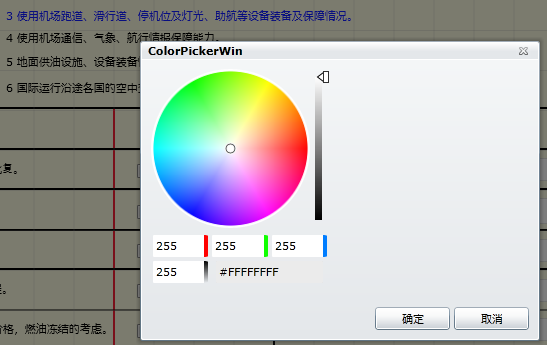 3 使用机场跑道、滑行道、停机位及灯光、助航等设备装备及保障情况。
4 使用机场通信、气象、航行情报保障能力。
5 地面供油设施、设备装备
6 国际运行沿途各国的空中
ColorPickerWin
复。
255
255
255
255
#FFFFFFFF
。
价格，燃油冻结的考虑。
确定
取消